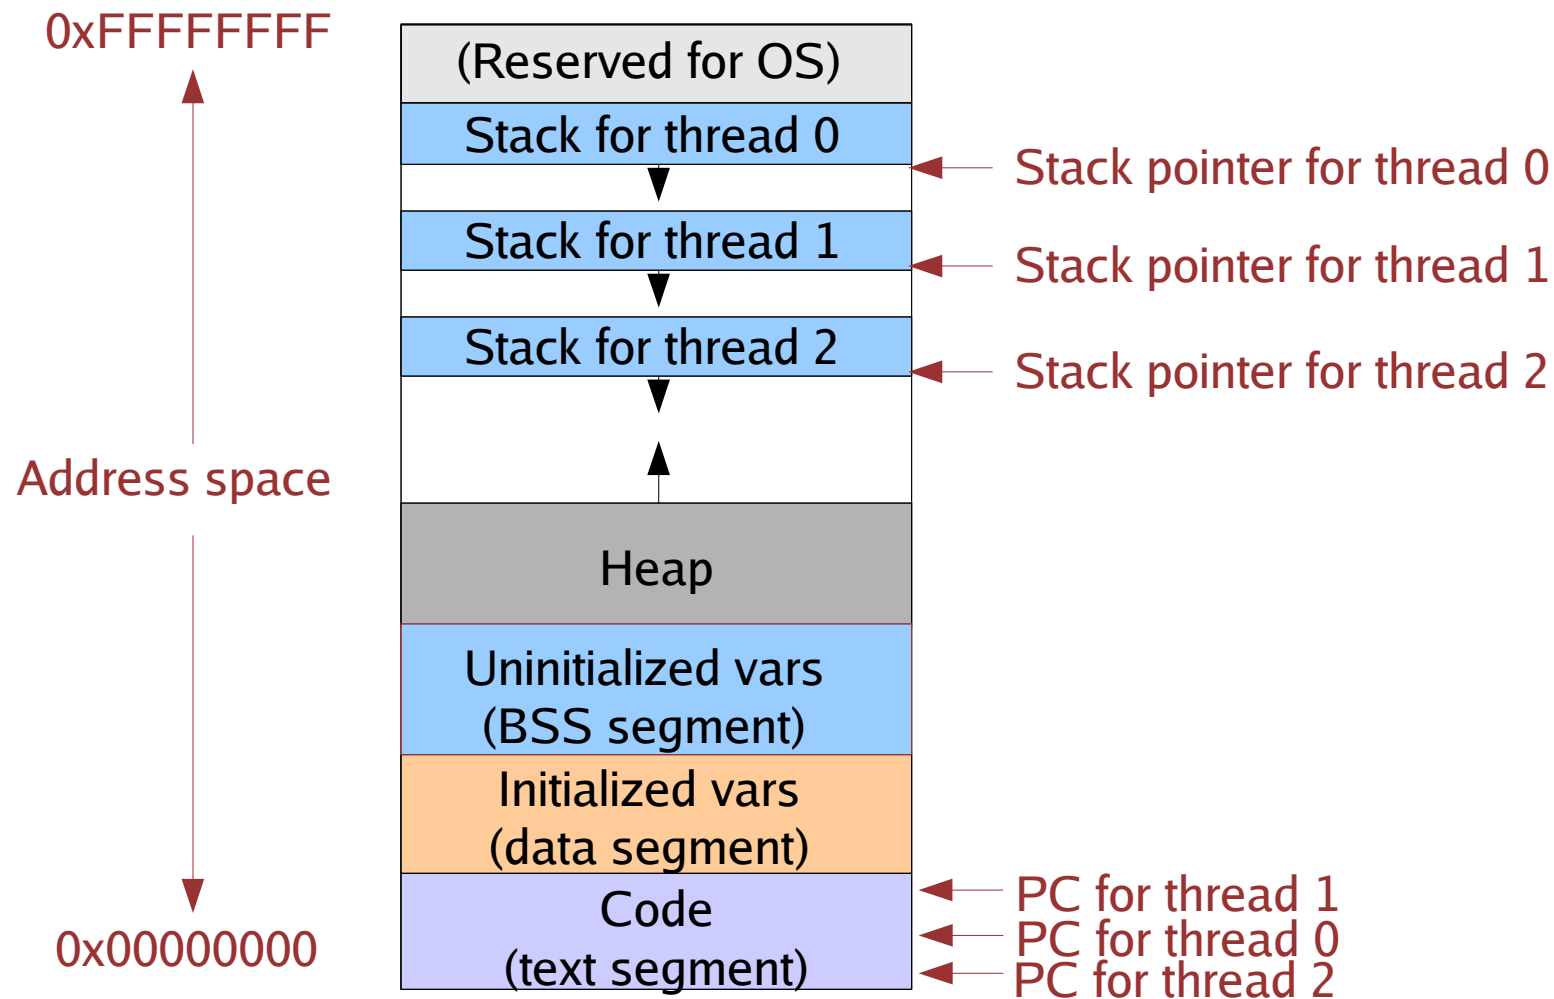 0xFFFFFFFF
(Reserved for OS)
Stack for thread 0
Stack pointer for thread 0
Stack for thread 1
Stack pointer for thread 1
Stack for thread 2
Stack pointer for thread 2
Address space
Heap
Uninitialized vars
(BSS segment)
Initialized vars
(data segment)
Code
(text segment)
PC for thread 1
PC for thread 0
PC for thread 2
0x00000000